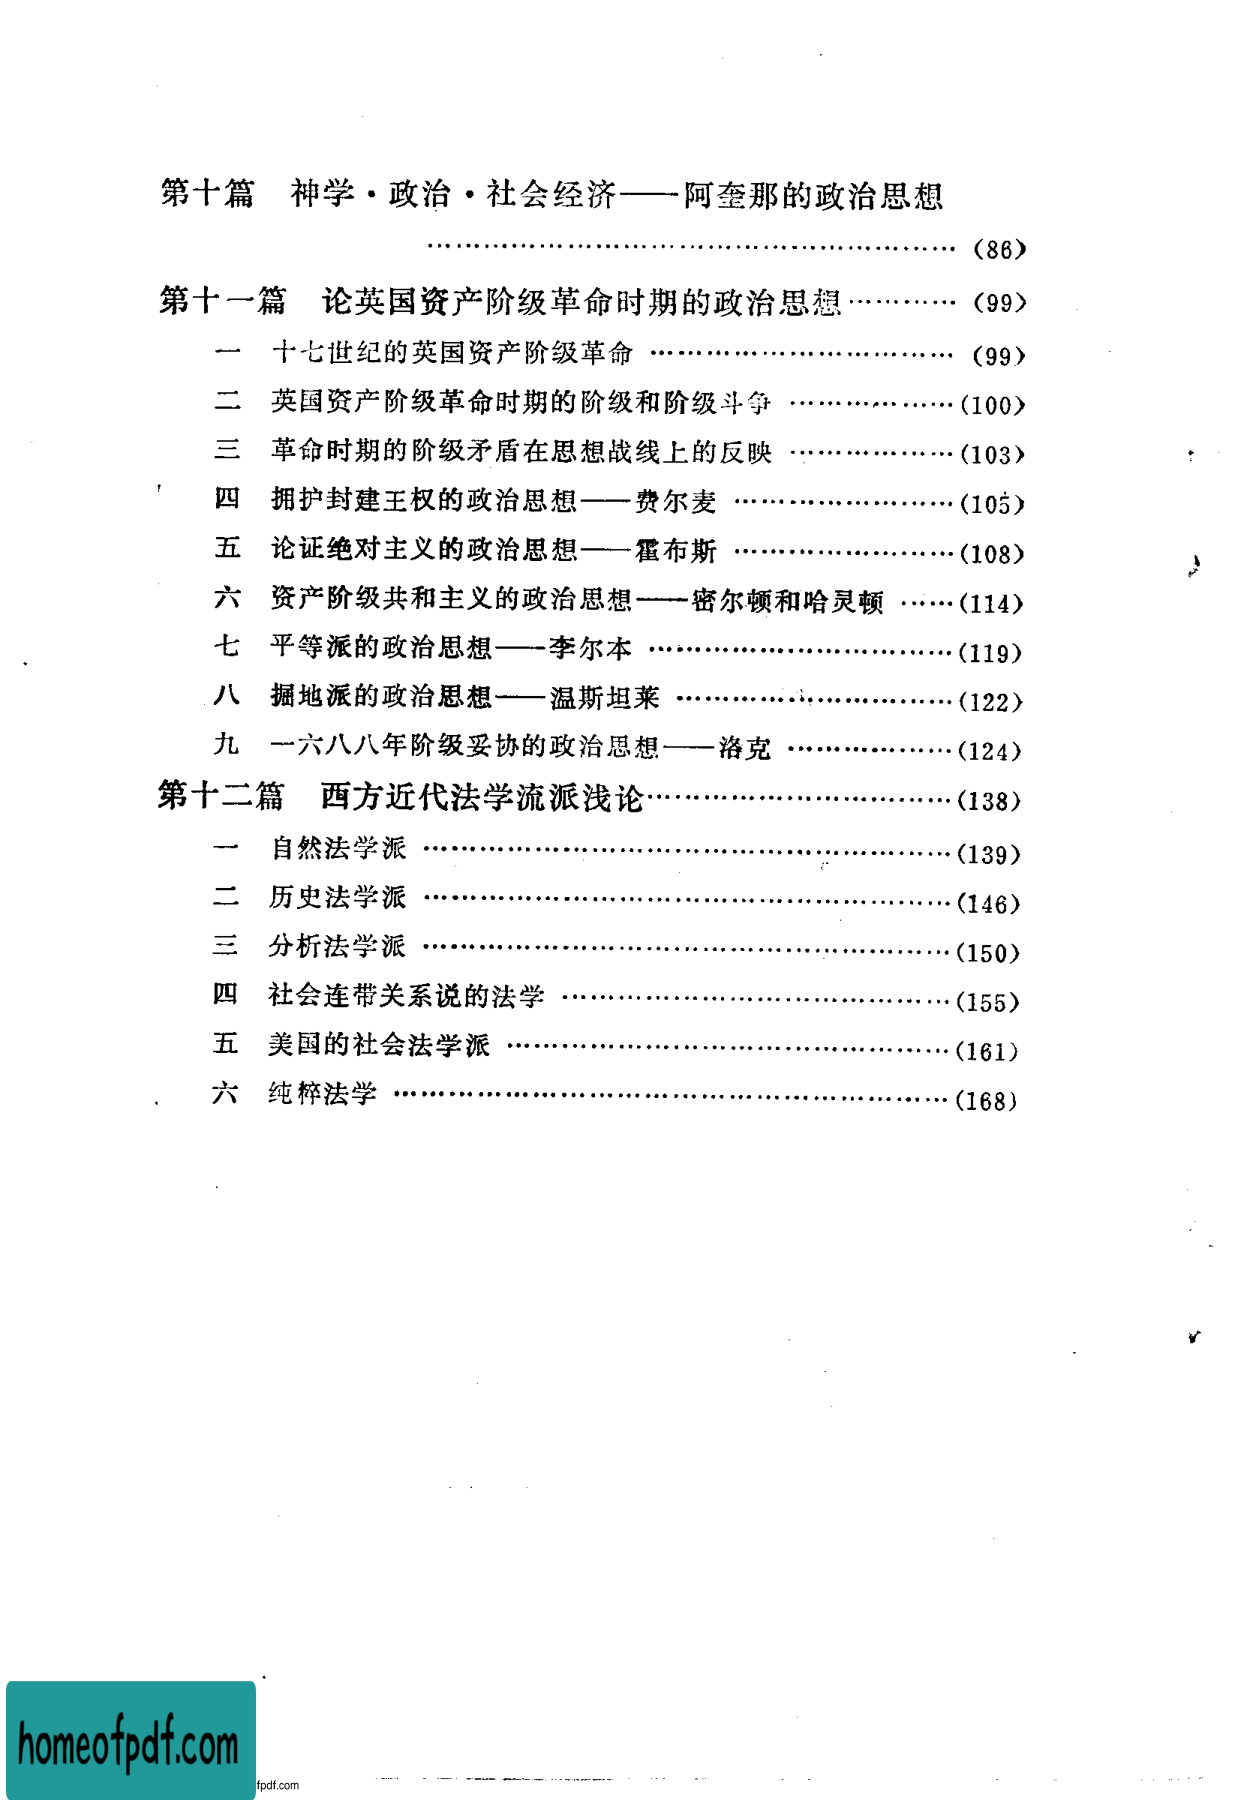 第十篇　神学·政治·社会经济——阿奎那的政治思想
……………………………………………………(86)
第十一篇　论英国资产阶级革命时期的政治思想…………(99)
一　十七世纪的英国资产阶级革命……………………………(99)
二　英国资产阶级革命时期的阶级和阶级斗争………………(100)
三　革命时期的阶级矛盾在思想战线上的反映………………(103)
四　拥护封建王权的政治思想——费尔麦……………………(105)
五　论证绝对主义的政治思想——霍布斯……………………(108)
六　资产阶级共和主义的政治思想——密尔顿和哈灵顿……(114)
七　平等派的政治思想——李尔本……………………………(119)
八　掘地派的政治思想——温斯坦莱…………………………(122)
九　一六八八年阶级妥协的政治思想——洛克………………(124)
第十二篇　西方近代法学流派浅论……………………………(138)
一　自然法学派……………………………………………………(139)
二　历史法学派……………………………………………………(146)
三　分析法学派……………………………………………………(150)
四　社会连带关系说的法学……………………………………(155)
五　美国的社会法学派…………………………………………(161)
六　纯粹法学………………………………………………………(168)
homeofpdf.com
fpdf.com